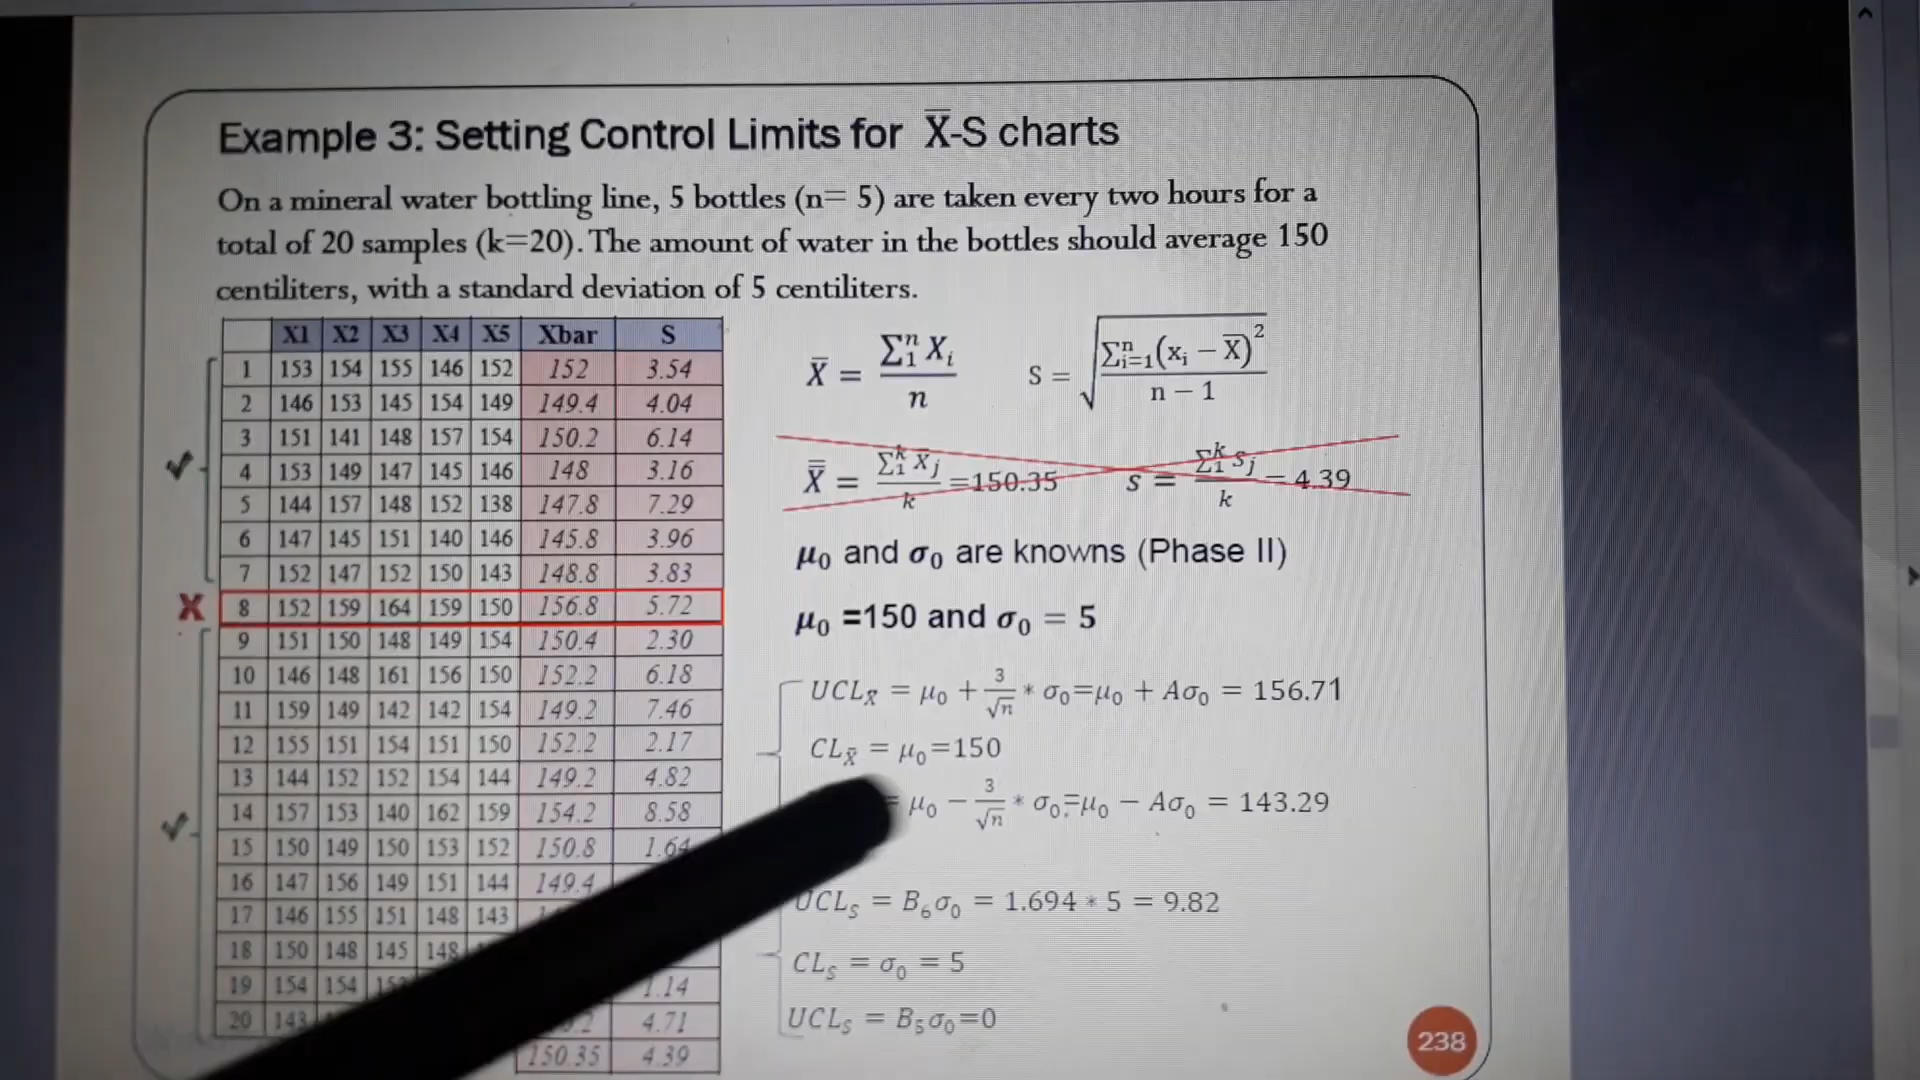 Example 3: Setting Control Limits for X̅-S charts
On a mineral water bottling line, 5 bottles (n= 5) are taken every two hours for a
total of 20 samples (k=20). The amount of water in the bottles should average 150
centiliters, with a standard deviation of 5 centiliters.
X1 X2 X3 X4 X5 Xbar S
1 153 154 155 146 152 152 3.54
2 146 153 145 154 149 149.4 4.04
3 151 141 148 157 154 150.2 6.14
4 153 149 147 145 146 148 3.16
5 144 157 148 152 138 147.8 7.29
6 147 145 151 140 146 145.8 3.96
7 152 147 152 150 143 148.8 3.83
X 8 152 159 164 159 150 156.8 5.72
9 151 150 148 149 154 150.4 2.30
10 146 148 161 156 150 152.2 6.18
11 159 149 142 142 154 149.2 7.46
12 155 151 154 151 150 152.2 2.17
13 144 152 152 154 144 149.2 4.82
14 157 153 140 162 159 154.2 8.58
15 150 149 150 153 152 150.8 1.64
16 147 156 149 151 144 149.4
17 146 155 151 148 143
18 150 148 145 148
19 154 154 1.14
20 143 4.71
150.35 4.39
X̅ = ∑₁ⁿ Xᵢ / n S = √(∑ᵢ₌₁ⁿ(xᵢ − X̅)² / n − 1)
X̿ = ∑₁ᵏ X̅ⱼ / k =150.35 s = ∑₁ᵏ Sⱼ / k = 4.39
μ₀ and σ₀ are knowns (Phase II)
μ₀ =150 and σ₀ = 5
UCL_X̅ = μ₀ + 3/√n * σ₀=μ₀ + Aσ₀ = 156.71
CL_X̅ = μ₀=150
= μ₀ − 3/√n * σ₀=μ₀ − Aσ₀ = 143.29
UCLₛ = B₆σ₀ = 1.694 * 5 = 9.82
CLₛ = σ₀ = 5
UCLₛ = B₅σ₀=0
238